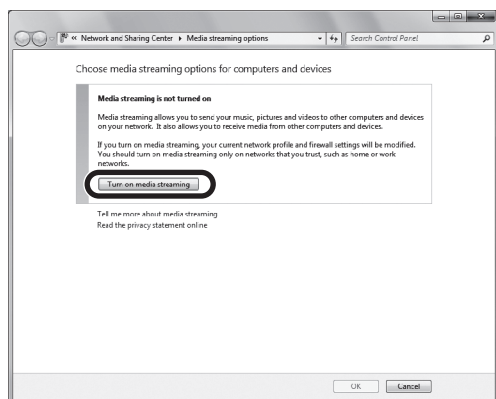 « Network and Sharing Center ▸ Media streaming options
Search Control Panel
Choose media streaming options for computers and devices
Media streaming is not turned on
Media streaming allows you to send your music, pictures and videos to other computers and devices
on your network. It also allows you to receive media from other computers and devices.
If you turn on media streaming, your current network profile and firewall settings will be modified.
You should turn on media streaming only on networks that you trust, such as home or work
networks.
Turn on media streaming
Tell me more about media streaming
Read the privacy statement online
OK
Cancel